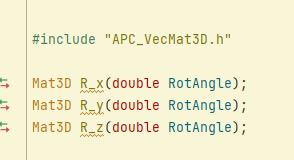 #include "APC_VecMat3D.h"
Mat3D R_x(double RotAngle);
Mat3D R_y(double RotAngle);
Mat3D R_z(double RotAngle);